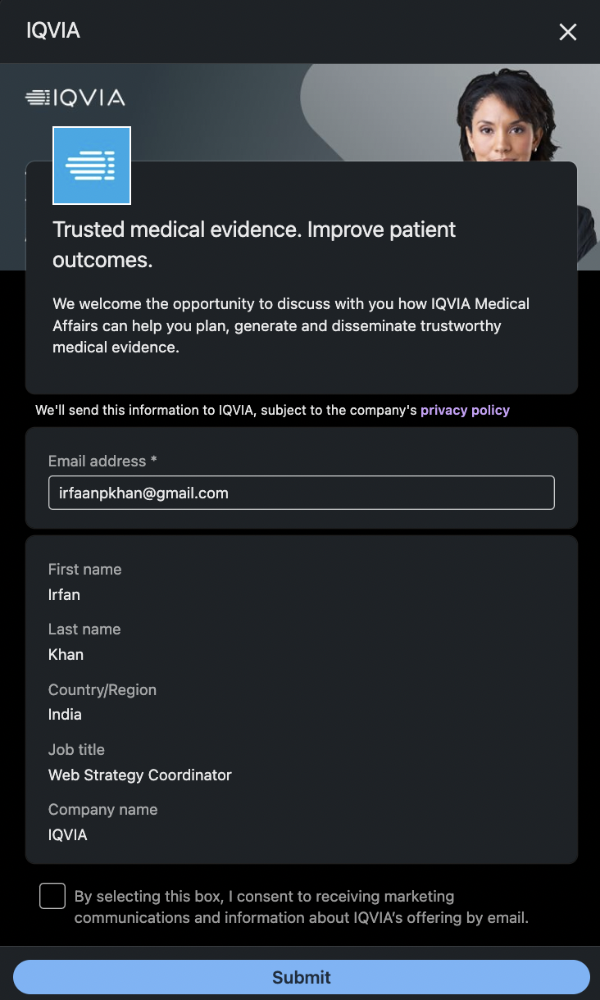 IQVIA
IQVIA
Trusted medical evidence. Improve patient
outcomes.
We welcome the opportunity to discuss with you how IQVIA Medical
Affairs can help you plan, generate and disseminate trustworthy
medical evidence.
We'll send this information to IQVIA, subject to the company's privacy policy
Email address *
irfaanpkhan@gmail.com
First name
Irfan
Last name
Khan
Country/Region
India
Job title
Web Strategy Coordinator
Company name
IQVIA
By selecting this box, I consent to receiving marketing
communications and information about IQVIA’s offering by email.
Submit